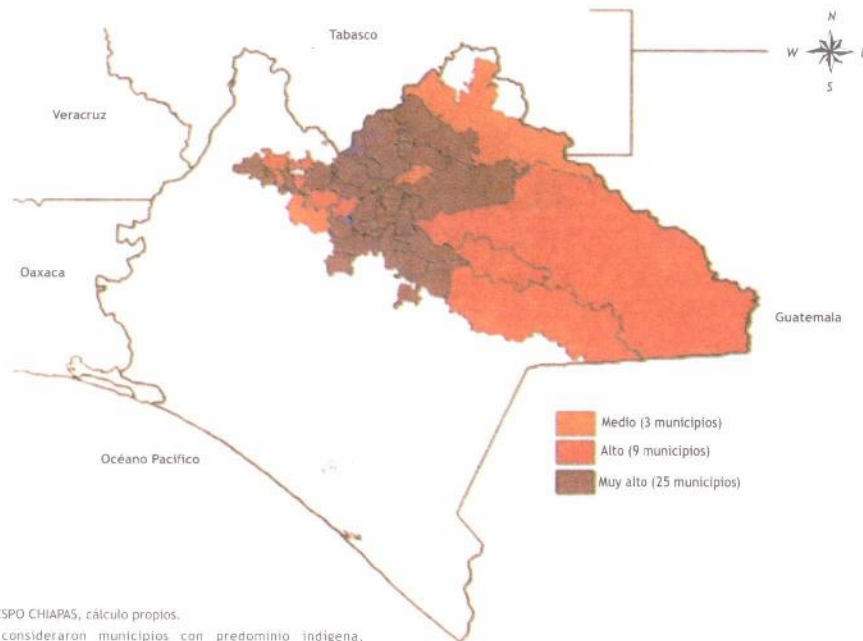 Tabasco
N
W
S
Veracruz
Oaxaca
Guatemala
Medio (3 municipios)
Alto (9 municipios)
Muy alto (25 municipios)
Océano Pacífico
ESPO CHIAPAS, cálculo propios.
consideraron municipios con predominio indígena.